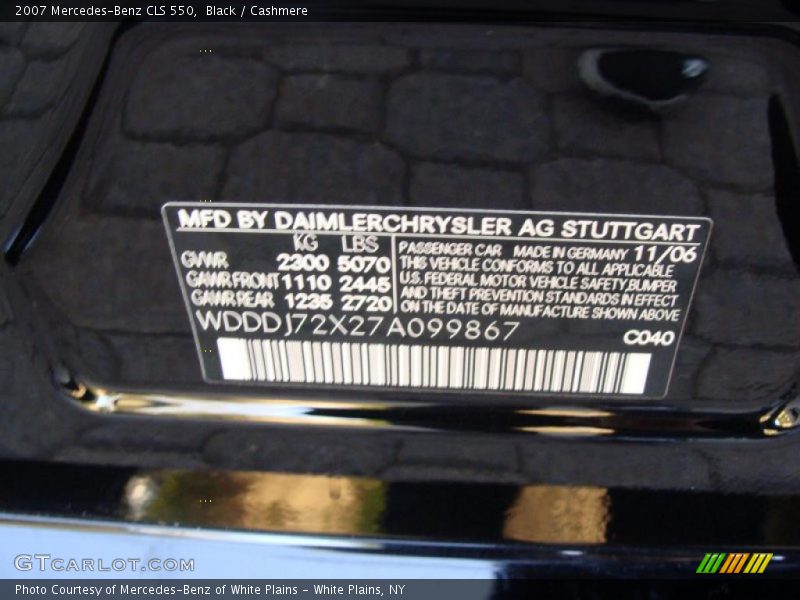 2007 Mercedes-Benz CLS 550, Black / Cashmere
MFD BY DAIMLERCHRYSLER AG STUTTGART
KG LBS
GVWR 2300 5070
GAWR FRONT 1110 2445
GAWR REAR 1235 2720
PASSENGER CAR MADE IN GERMANY 11/06
THIS VEHICLE CONFORMS TO ALL APPLICABLE
U.S. FEDERAL MOTOR VEHICLE SAFETY, BUMPER
AND THEFT PREVENTION STANDARDS IN EFFECT
ON THE DATE OF MANUFACTURE SHOWN ABOVE
WDDDJ72X27A099867
C040
GTCARLOT.COM
Photo Courtesy of Mercedes-Benz of White Plains - White Plains, NY